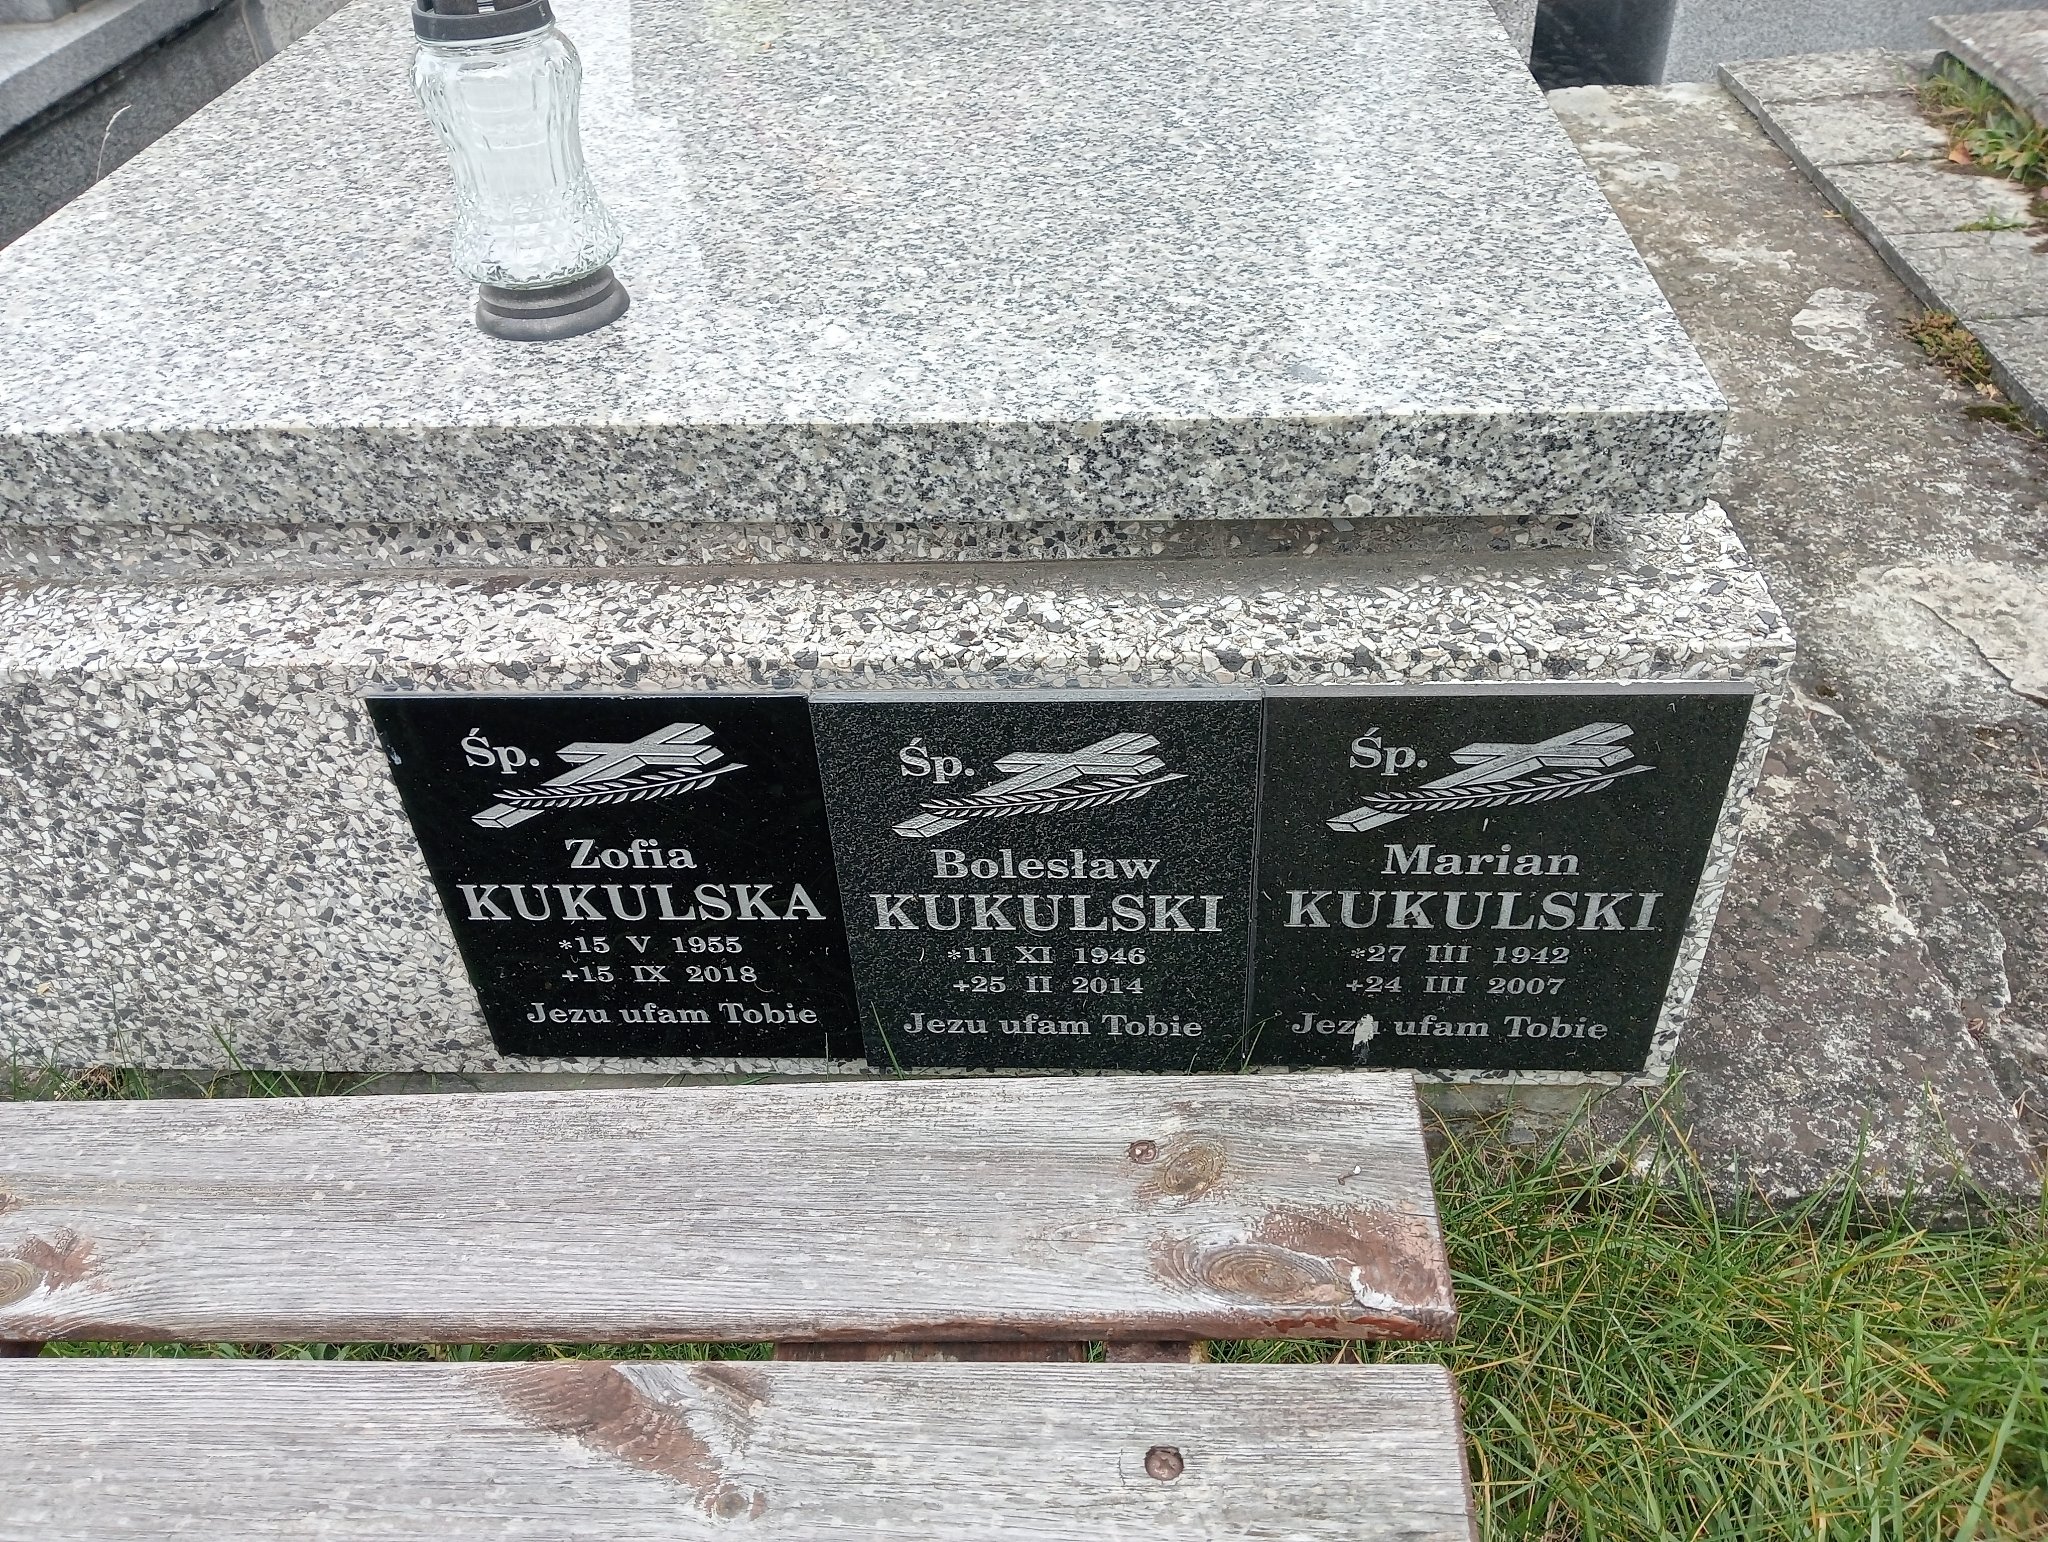 Śp.
Zofia
KUKULSKA
*15 V 1955
+15 IX 2018
Jezu ufam Tobie
Śp.
Bolesław
KUKULSKI
*11 XI 1946
+25 II 2014
Jezu ufam Tobie
Śp.
Marian
KUKULSKI
*27 III 1942
+24 III 2007
Jezu ufam Tobie